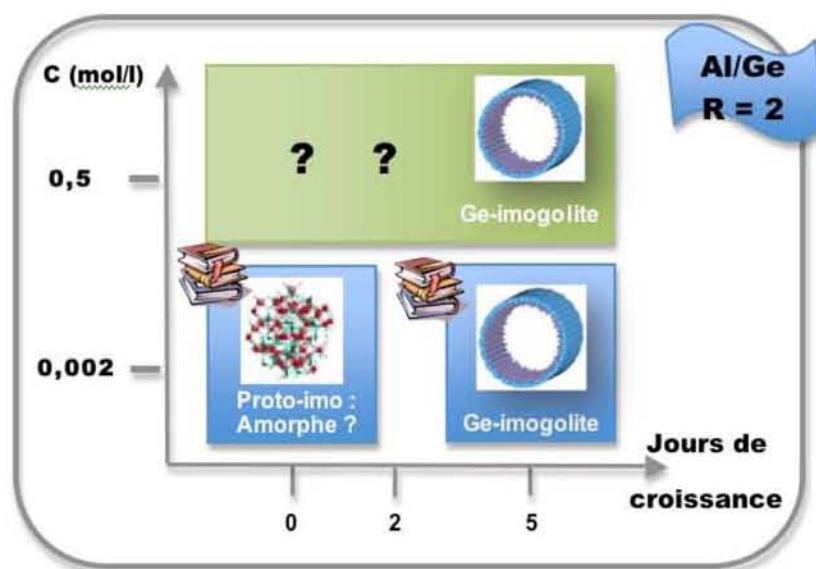 C (mol/l)
Al/Ge
R = 2
? ?
0,5
Ge-imogolite
0,002
Proto-imo :
Amorphe ?
Ge-imogolite
Jours de
croissance
0 2 5